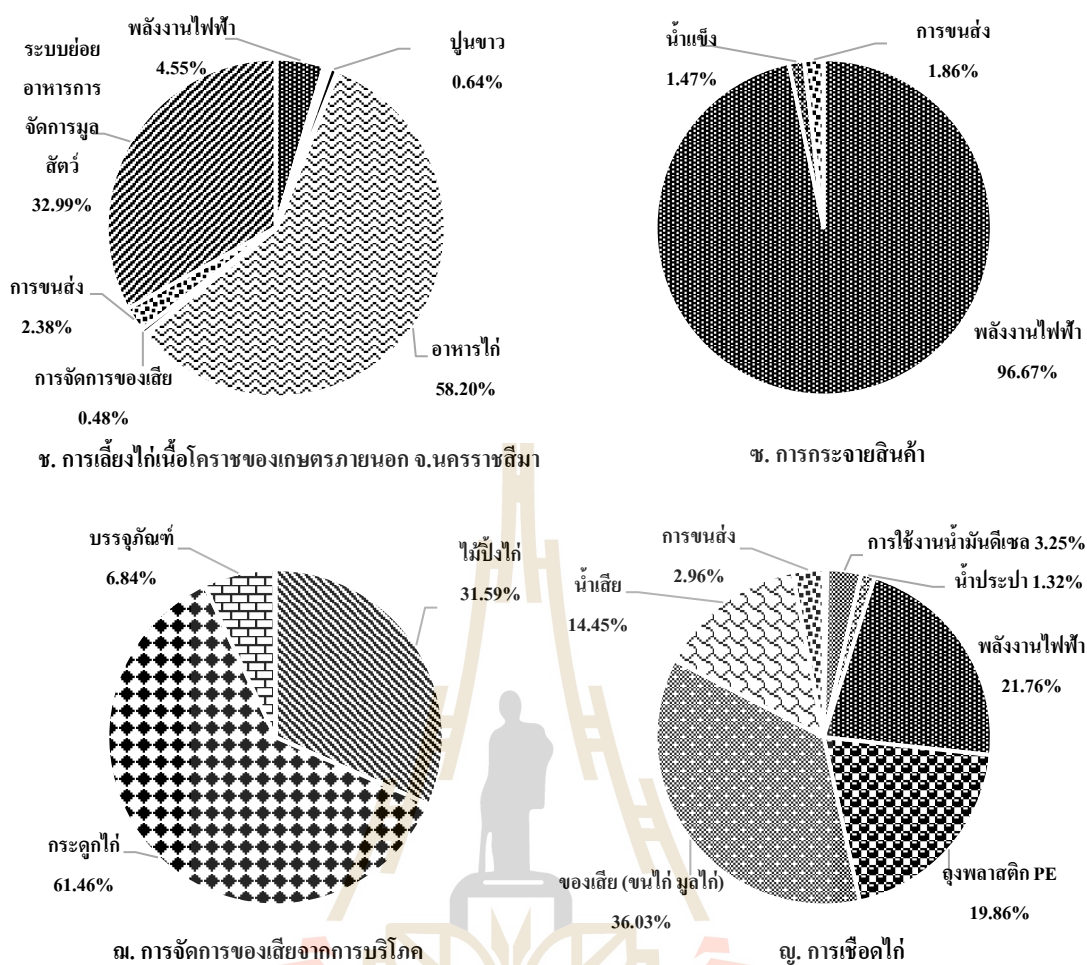 พลังงานไฟฟ้า
4.55%
ปูนขาว
0.64%
ระบบย่อย
อาหารการ
จัดการมูล
สัตว์
32.99%
การขนส่ง
2.38%
การจัดการของเสีย
0.48%
อาหารไก่
58.20%
ช. การเลี้ยงไก่เนื้อโคราชของเกษตรภายนอก จ.นครราชสีมา
น้ำแข็ง
1.47%
การขนส่ง
1.86%
พลังงานไฟฟ้า
96.67%
ซ. การกระจายสินค้า
บรรจุภัณฑ์
6.84%
ไม้ปิ้งไก่
31.59%
กระดูกไก่
61.46%
ฌ. การจัดการของเสียจากการบริโภค
การขนส่ง
2.96%
การใช้งานน้ำมันดีเซล 3.25%
น้ำประปา 1.32%
น้ำเสีย
14.45%
พลังงานไฟฟ้า
21.76%
ถุงพลาสติก PE
19.86%
ของเสีย (ขนไก่ มูลไก่)
36.03%
ญ. การเชือดไก่